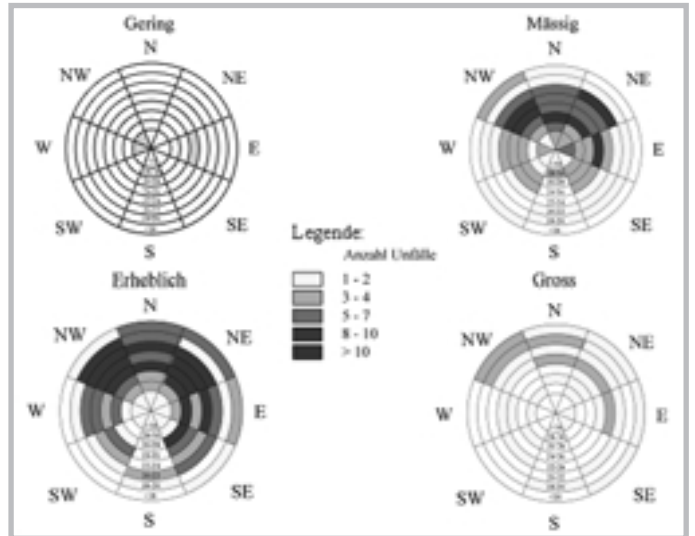 Gering
N
NW
NE
W
E
SW
SE
S
Mässig
N
NW
NE
W
E
SW
SE
S
Legende:
Anzahl Unfälle
1 - 2
3 - 4
5 - 7
8 - 10
> 10
Erheblich
N
NW
NE
W
E
SW
SE
S
Gross
N
NW
NE
W
E
SW
SE
S